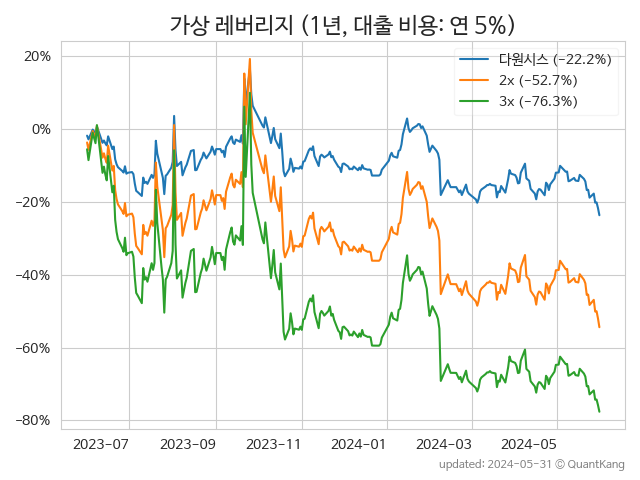 가상 레버리지 (1년, 대출 비용: 연 5%)
다원시스 (−22.2%)
2x (−52.7%)
3x (−76.3%)
20%
0%
−20%
−40%
−60%
−80%
2023-07 2023-09 2023-11 2024-01 2024-03 2024-05
updated: 2024-05-31 © QuantKang